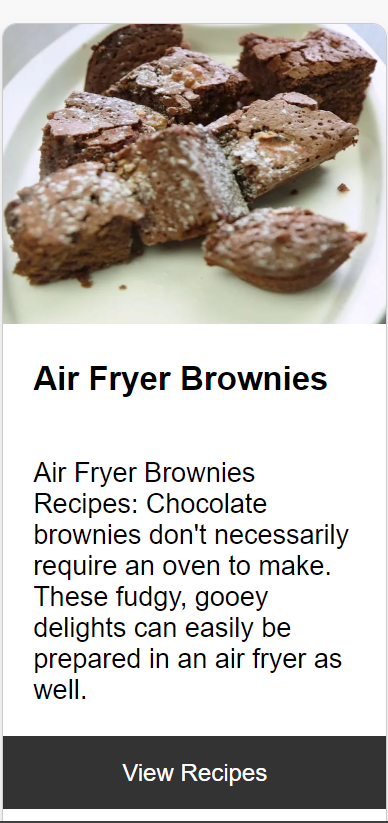 Air Fryer Brownies
Air Fryer Brownies
Recipes: Chocolate
brownies don't necessarily
require an oven to make.
These fudgy, gooey
delights can easily be
prepared in an air fryer as
well.
View Recipes